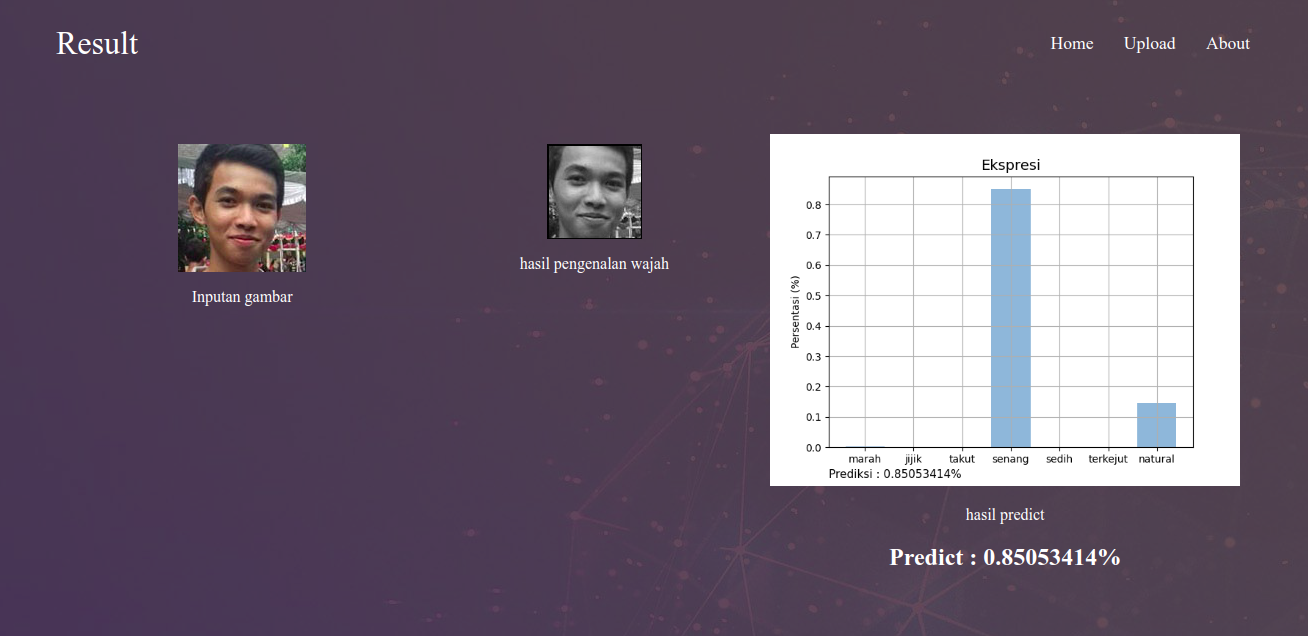 Result
Home Upload About
Inputan gambar
hasil pengenalan wajah
Ekspresi
Persentasi (%)
0.8
0.7
0.6
0.5
0.4
0.3
0.2
0.1
0.0
marah jijik takut senang sedih terkejut natural
Prediksi : 0.85053414%
hasil predict
Predict : 0.85053414%